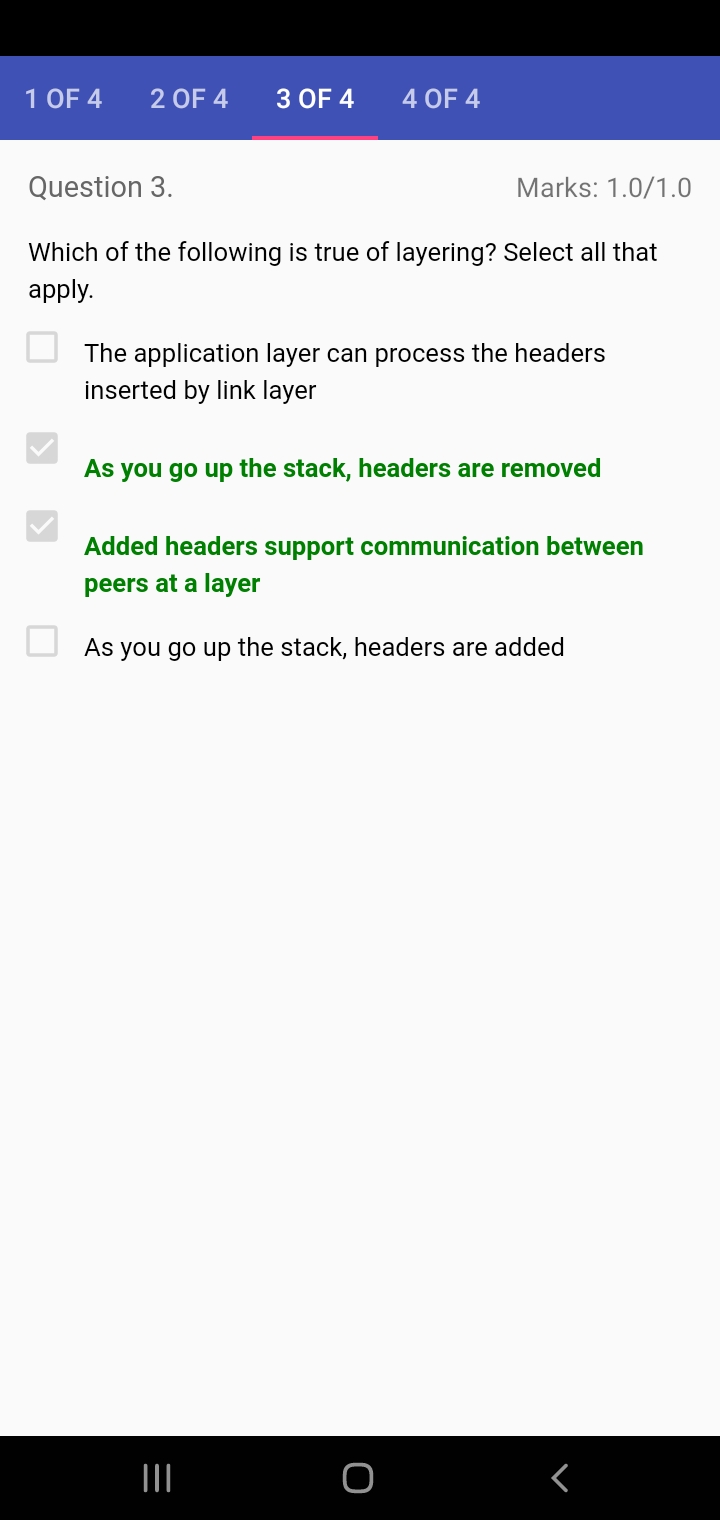 1 OF 4 2 OF 4 3 OF 4 4 OF 4
Question 3. Marks: 1.0/1.0
Which of the following is true of layering? Select all that
apply.
The application layer can process the headers
inserted by link layer
As you go up the stack, headers are removed
Added headers support communication between
peers at a layer
As you go up the stack, headers are added